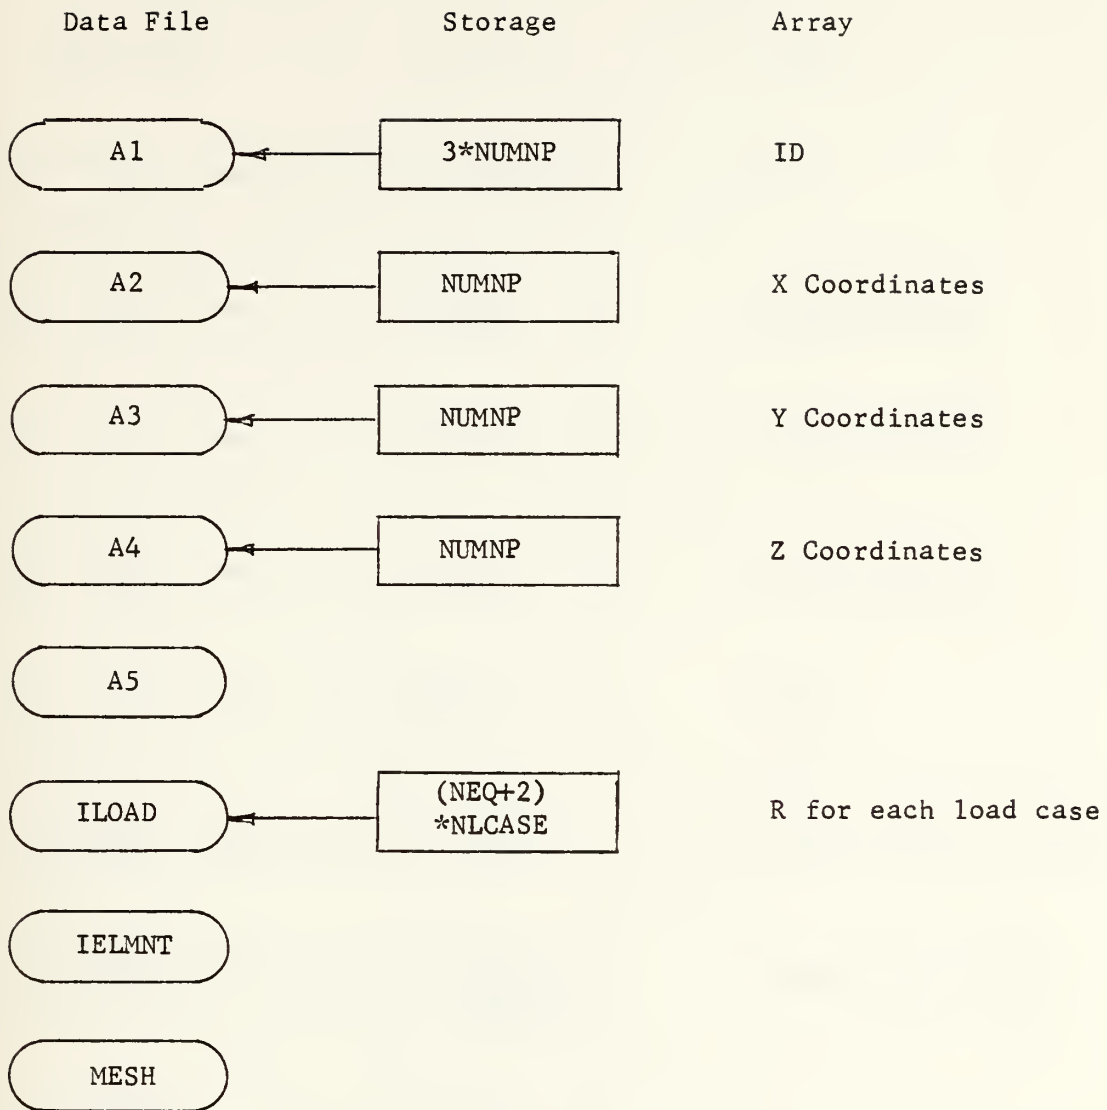 Data File Storage Array
A1 3*NUMNP ID
A2 NUMNP X Coordinates
A3 NUMNP Y Coordinates
A4 NUMNP Z Coordinates
A5
ILOAD (NEQ+2) R for each load case
*NLCASE
IELMNT
MESH